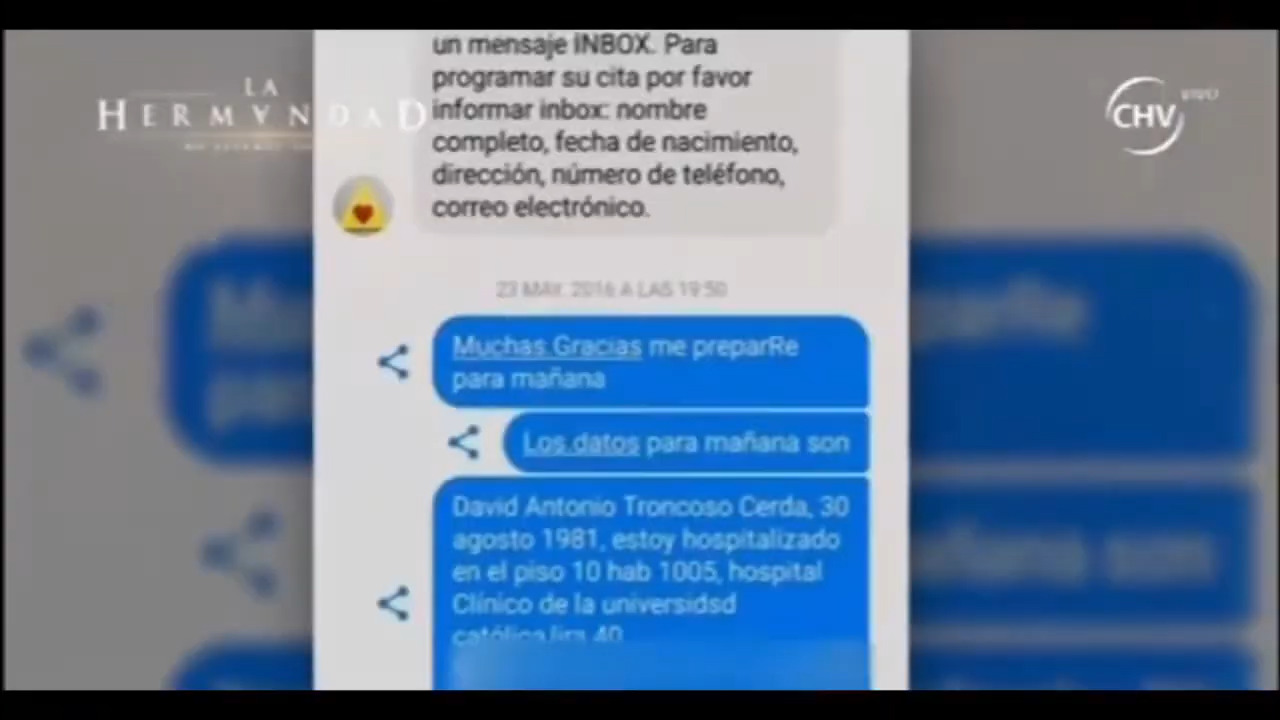 LA
HERMANDAD
CHV
VIVO
un mensaje INBOX. Para
programar su cita por favor
informar inbox: nombre
completo, fecha de nacimiento,
dirección, número de teléfono,
correo electrónico.
23 MAY. 2016 A LAS 19:50
Muchas.Gracias me preparRe
para mañana
Los.datos para mañana son
David Antonio Troncoso Cerda, 30
agosto 1981, estoy hospitalizado
en el piso 10 hab 1005, hospital
Clínico de la universidsd
católica.lira 40